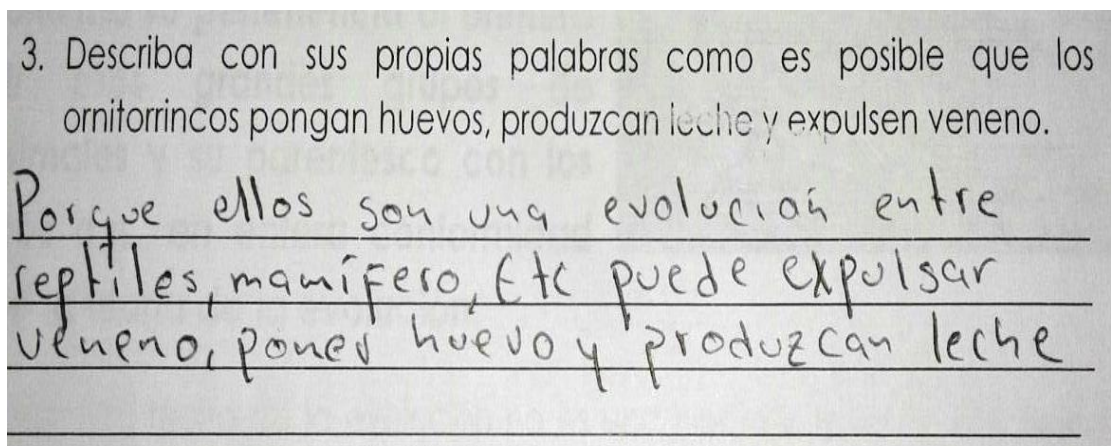 3. Describa con sus propias palabras como es posible que los
ornitorrincos pongan huevos, produzcan leche y expulsen veneno.
Porque ellos son una evolución entre
reptiles, mamífero, Etc puede expulsar
veneno, poner huevo y produzcan leche